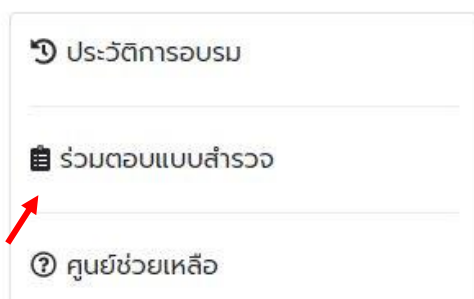 ประวัติการอบรม
ร่วมตอบแบบสำรวจ
ศูนย์ช่วยเหลือ